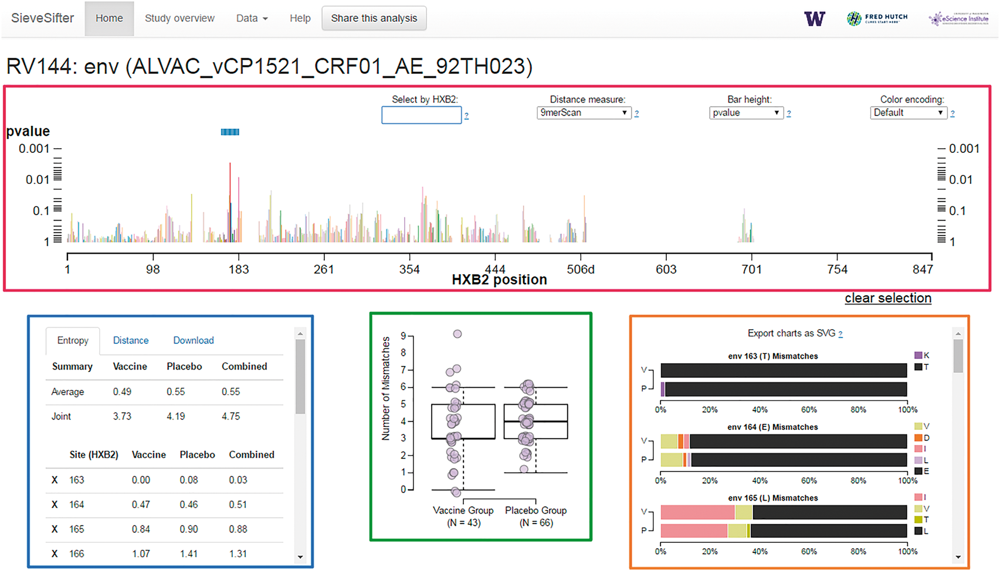 SieveSifter Home Study overview Data Help Share this analysis
W FRED HUTCH
CURES START HERE
UNIVERSITY OF WASHINGTON
eScience Institute
RV144: env (ALVAC_vCP1521_CRF01_AE_92TH023)
Select by HXB2: Distance measure: Bar height: Color encoding:
? 9merScan ? pvalue ? Default ?
pvalue
0.001 0.001
0.01 0.01
0.1 0.1
1 1
1 98 183 261 354 444 506d 603 701 754 847
HXB2 position
clear selection
Entropy Distance Download
Summary Vaccine Placebo Combined
Average 0.49 0.55 0.55
Joint 3.73 4.19 4.75
Site (HXB2) Vaccine Placebo Combined
X 163 0.00 0.08 0.03
X 164 0.47 0.46 0.51
X 165 0.84 0.90 0.88
X 166 1.07 1.41 1.31
Number of Mismatches
9
8
7
6
5
4
3
2
1
0
Vaccine Group Placebo Group
(N = 43) (N = 66)
Export charts as SVG ?
env 163 (T) Mismatches
K
T
V
P
0% 20% 40% 60% 80% 100%
env 164 (E) Mismatches
V
D
I
L
E
V
P
0% 20% 40% 60% 80% 100%
env 165 (L) Mismatches
I
V
T
L
V
P
0% 20% 40% 60% 80% 100%